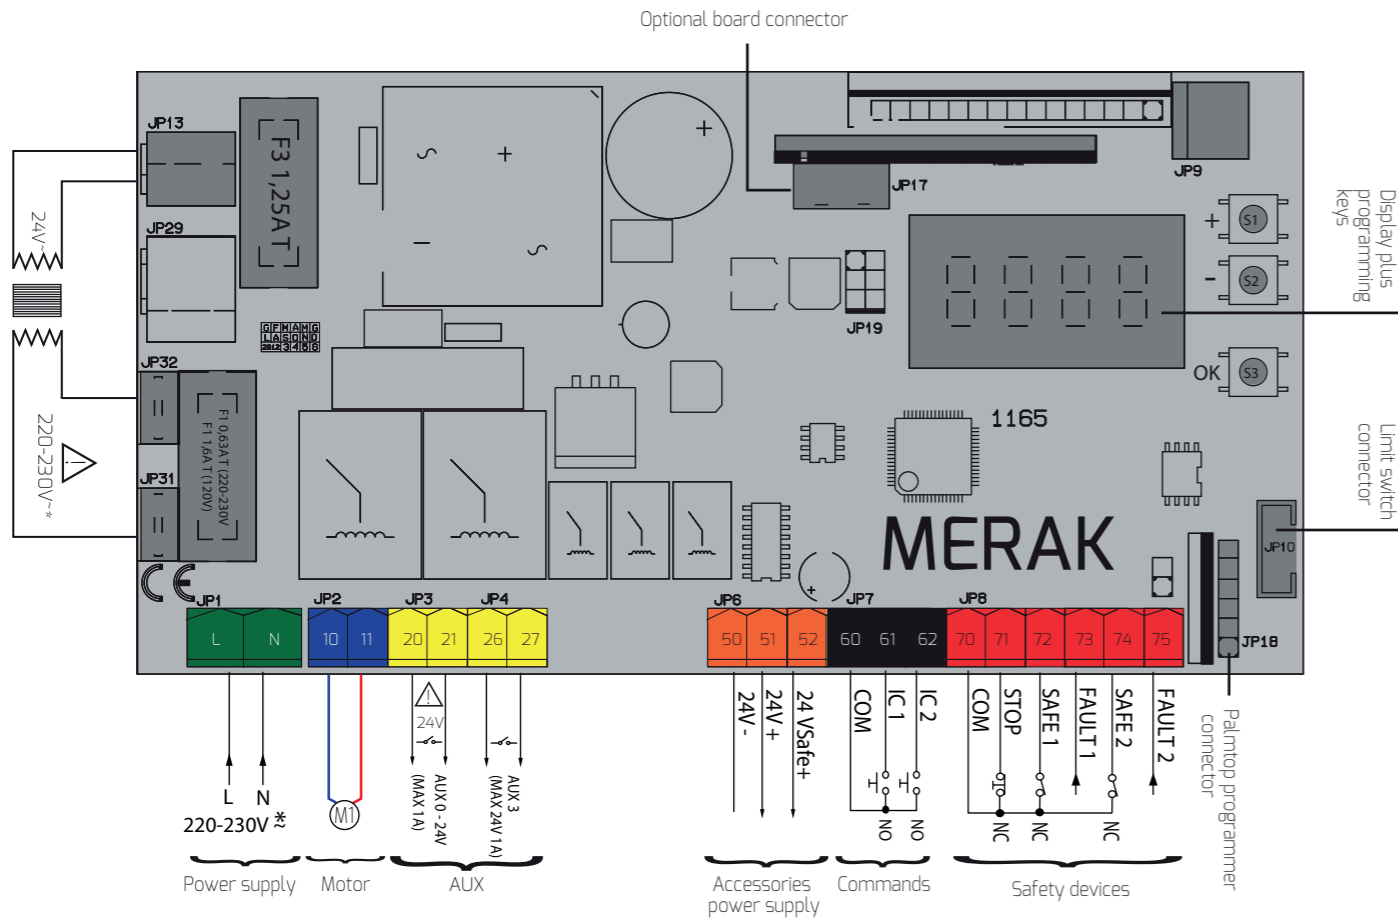 Optional board connector
JP13
F3 1,25A T
JP17
JP9
+
S1
-
S2
OK
S3
Display plus
programming
keys
24V~
JP29
JP19
JP32
F1 0,63A T (220-230V
F1 1,6A T (120V)
220-230V~*
JP31
1165
Limit switch
connector
MERAK
JP10
CE
JP1
JP2
JP3
JP4
JP6
JP7
JP8
JP18
L
N
10
11
20
21
26
27
50
51
52
60
61
62
70
71
72
73
74
75
24V
L
N
220-230V ~*
M1
AUX 0 - 24V
(MAX 1A)
AUX 3
(MAX 24V 1A)
24V -
24V +
24 VSafe+
COM
IC 1
IC 2
NO
NO
COM
STOP
SAFE 1
FAULT 1
SAFE 2
FAULT 2
NC
NC
NC
Palmtop programmer
connector
Power supply
Motor
AUX
Accessories
power supply
Commands
Safety devices